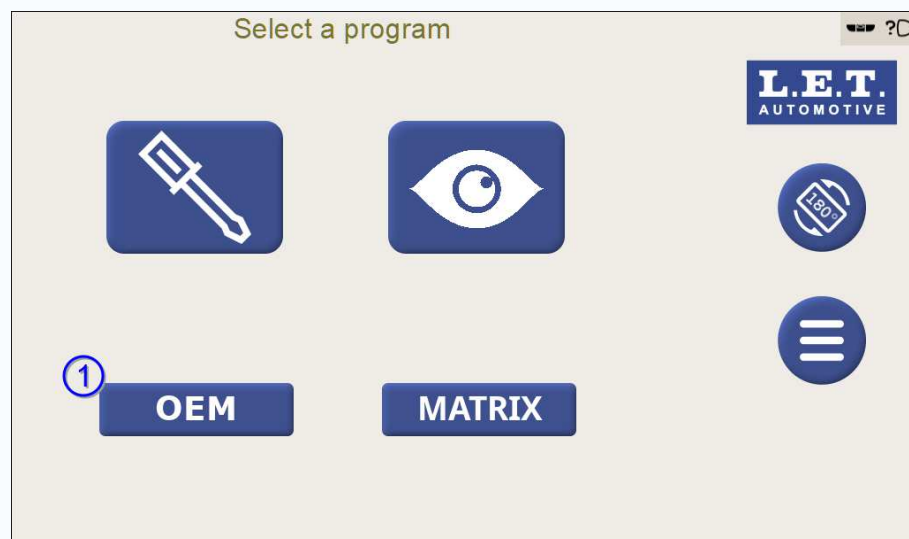 Select a program
?
L.E.T.
AUTOMOTIVE
180°
1
OEM
MATRIX